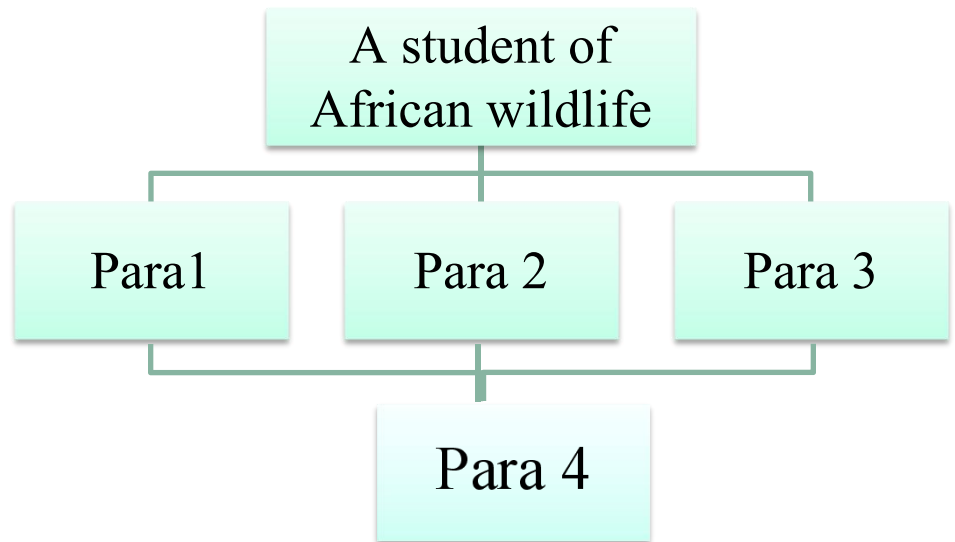 A student of
African wildlife
Para1
Para 2
Para 3
Para 4